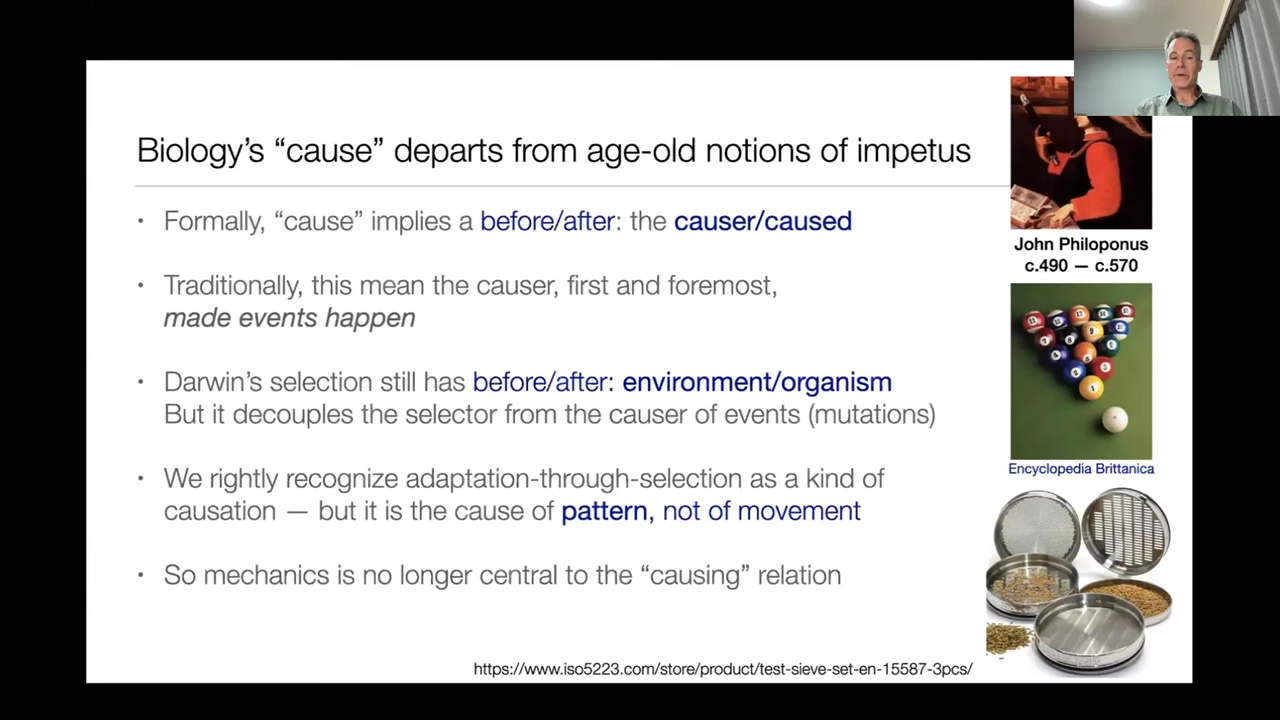 Biology's “cause” departs from age-old notions of impetus
• Formally, “cause” implies a before/after: the causer/caused
• Traditionally, this mean the causer, first and foremost,
made events happen
• Darwin's selection still has before/after: environment/organism
But it decouples the selector from the causer of events (mutations)
• We rightly recognize adaptation-through-selection as a kind of
causation — but it is the cause of pattern, not of movement
• So mechanics is no longer central to the “causing” relation
John Philoponus
c.490 — c.570
Encyclopedia Brittanica
https://www.iso5223.com/store/product/test-sieve-set-en-15587-3pcs/